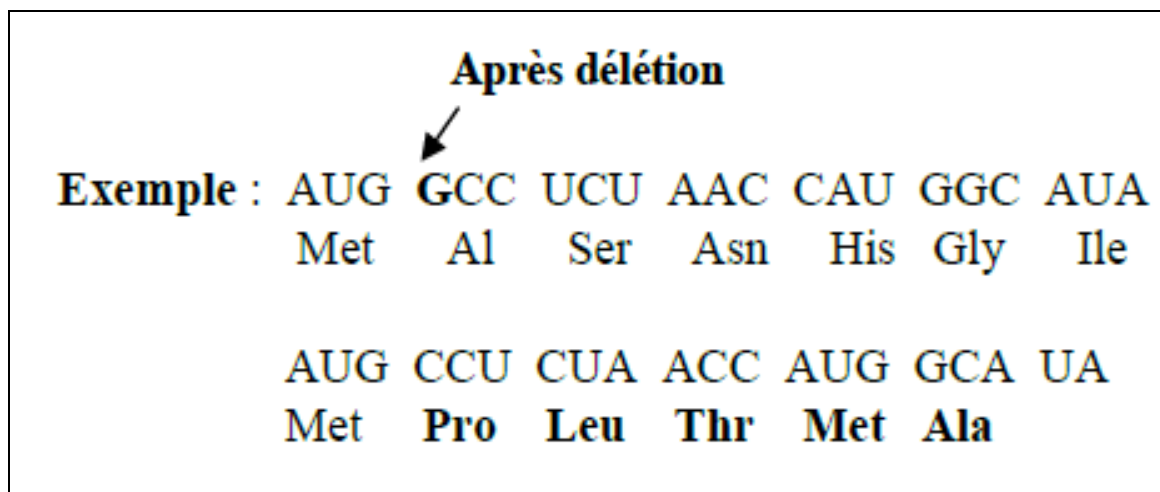 Après délétion
Exemple : AUG GCC UCU AAC CAU GGC AUA
Met Al Ser Asn His Gly Ile
AUG CCU CUA ACC AUG GCA UA
Met Pro Leu Thr Met Ala